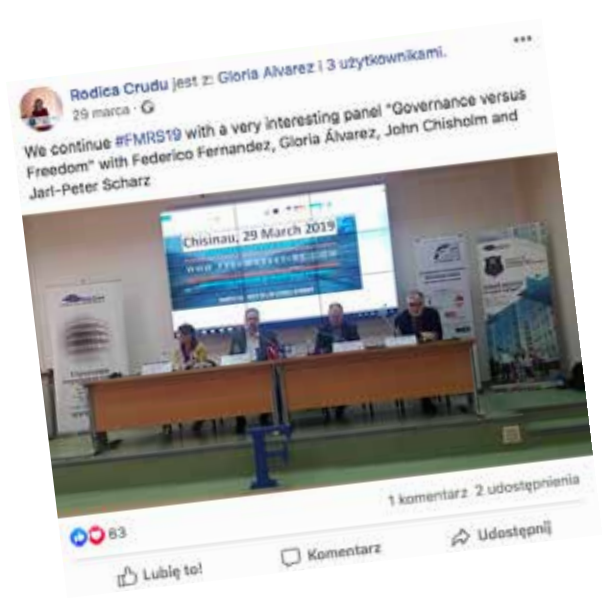 Rodica Crudu jest z: Gloria Alvarez i 3 użytkownikami.
29 marca
We continue #FMRS19 with a very interesting panel "Governance versus
Freedom" with Federico Fernandez, Gloria Álvarez, John Chisholm and
Jarl-Peter Scharz
Chisinau, 29 March 2019
F
63
1 komentarz 2 udostępnienia
Lubię to!
Komentarz
Udostępnij